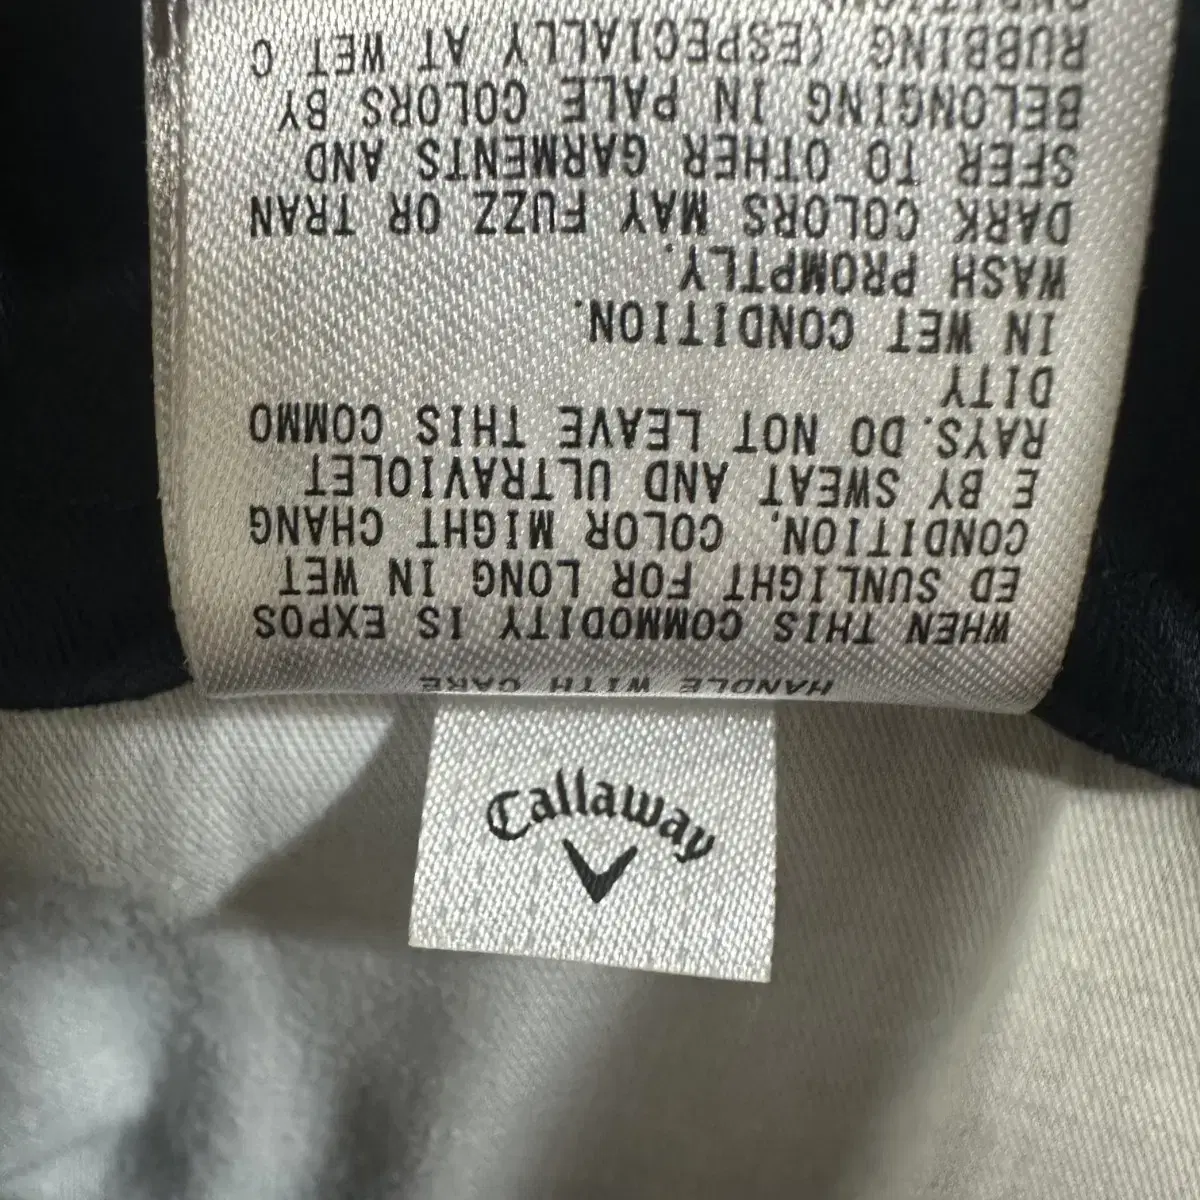 HANDLE WITH CARE
WHEN THIS COMMODITY IS EXPOS
ED SUNLIGHT FOR LONG IN WET
CONDITION, COLOR MIGHT CHANG
E BY SWEAT AND ULTRAVIOLET
RAYS. DO NOT LEAVE THIS COMMO
DITY
IN WET CONDITION.
WASH PROMPTLY.
DARK COLORS MAY FUZZ OR TRAN
SFER TO OTHER GARMENTS AND
BELONGING IN PALE COLORS BY
RUBBING (ESPECIALLY AT WET C
Callaway